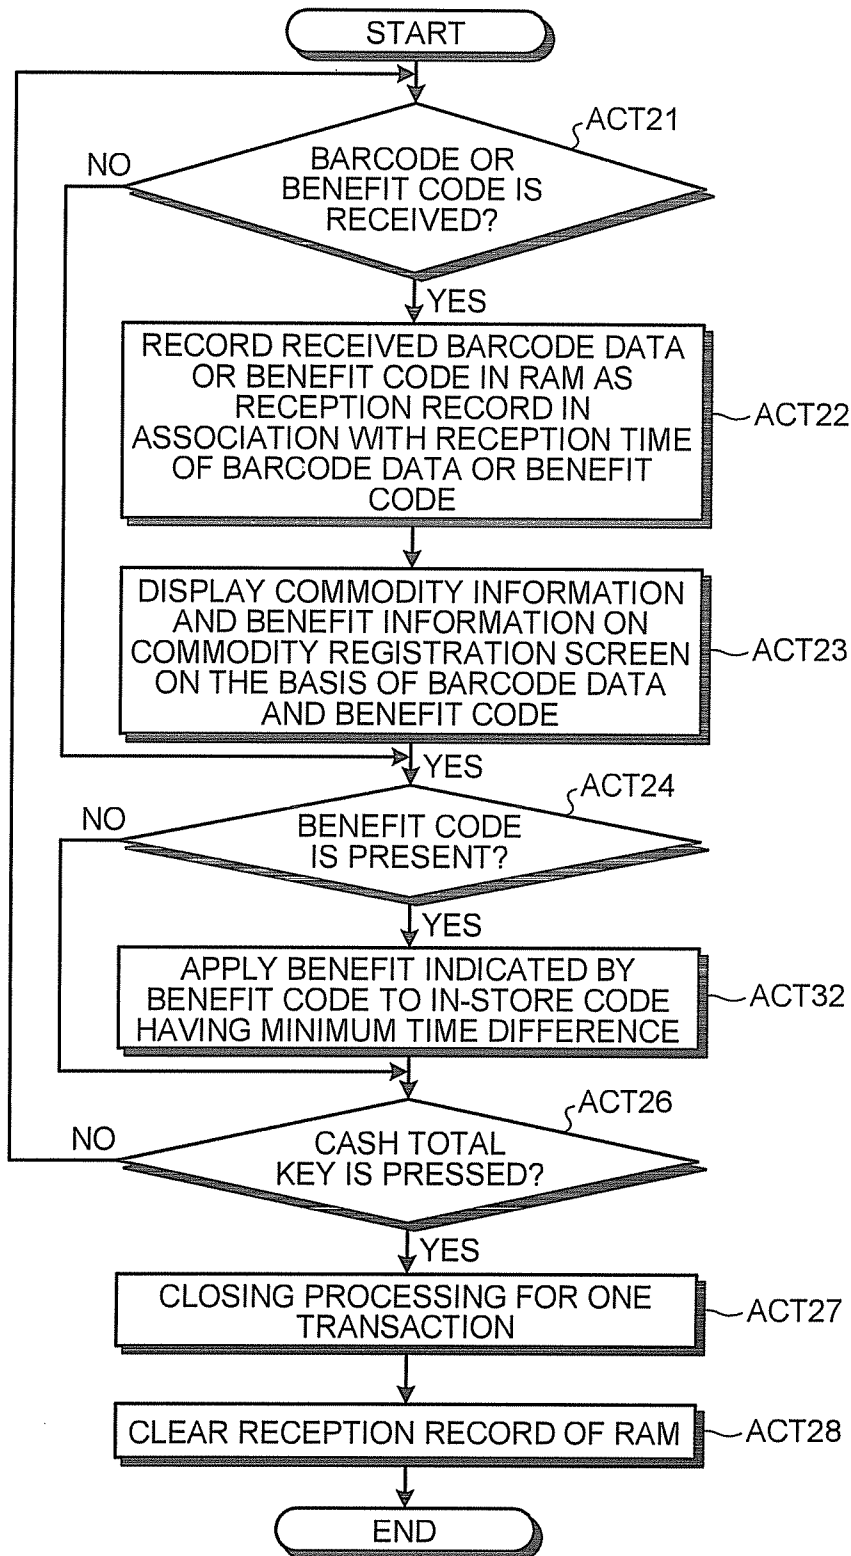 START
ACT21
NO
BARCODE OR
BENEFIT CODE IS
RECEIVED?
YES
RECORD RECEIVED BARCODE DATA
OR BENEFIT CODE IN RAM AS
RECEPTION RECORD IN
ASSOCIATION WITH RECEPTION TIME
OF BARCODE DATA OR BENEFIT
CODE
ACT22
DISPLAY COMMODITY INFORMATION
AND BENEFIT INFORMATION ON
COMMODITY REGISTRATION SCREEN
ON THE BASIS OF BARCODE DATA
AND BENEFIT CODE
ACT23
YES
ACT24
NO
BENEFIT CODE
IS PRESENT?
YES
APPLY BENEFIT INDICATED BY
BENEFIT CODE TO IN-STORE CODE
HAVING MINIMUM TIME DIFFERENCE
ACT32
ACT26
NO
CASH TOTAL
KEY IS PRESSED?
YES
CLOSING PROCESSING FOR ONE
TRANSACTION
ACT27
CLEAR RECEPTION RECORD OF RAM
ACT28
END